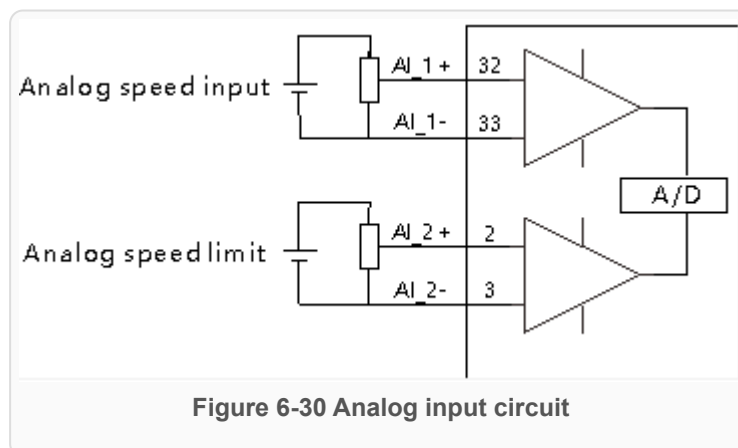 Analog speed input
AI_1+ 32
AI_1- 33
A/D
Analog speed limit
AI_2+ 2
AI_2- 3
Figure 6-30 Analog input circuit